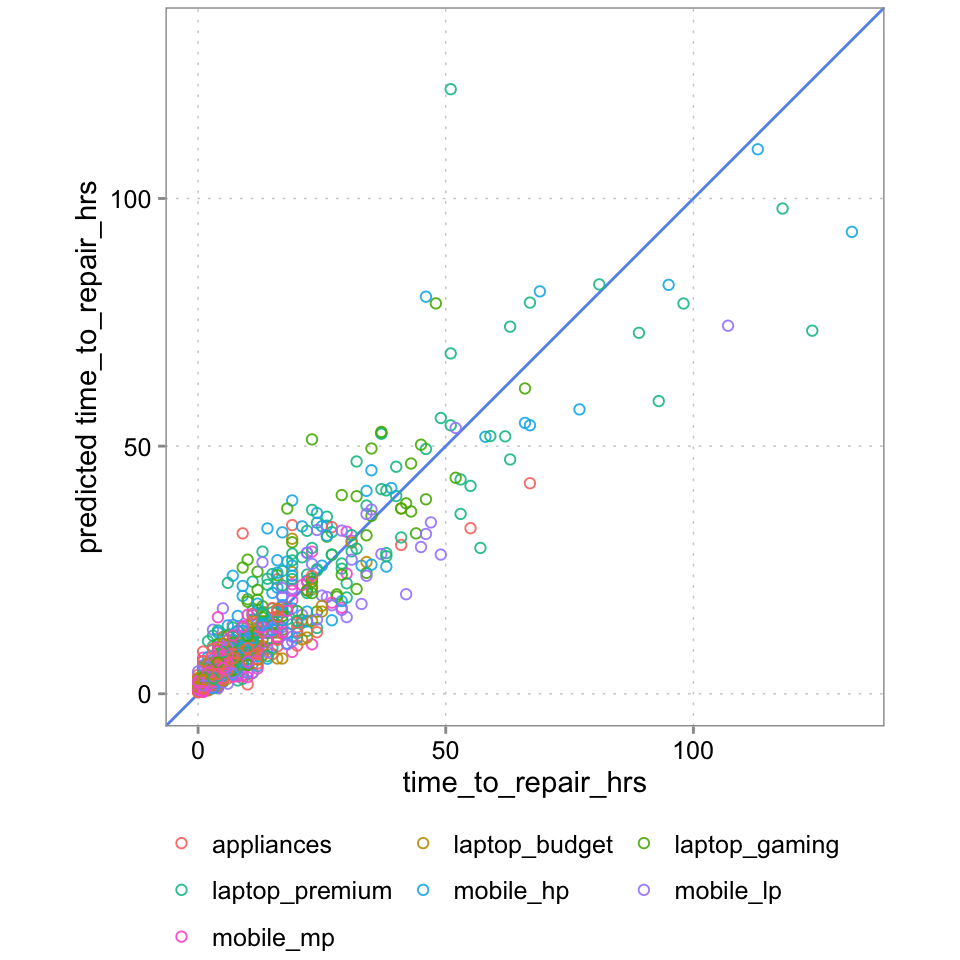 100
50
0
predicted time_to_repair_hrs
0 50 100
time_to_repair_hrs
appliances laptop_budget laptop_gaming
laptop_premium mobile_hp mobile_lp
mobile_mp